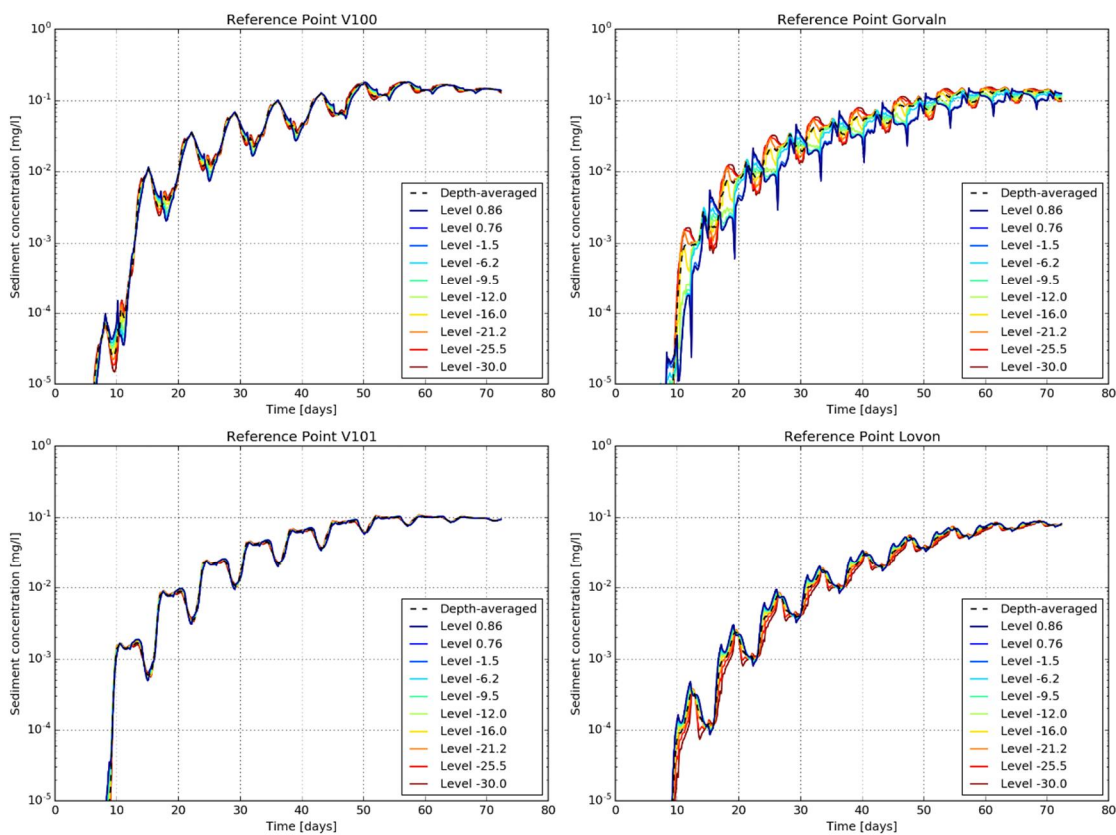 Reference Point V100
10^0
10^-1
10^-2
10^-3
10^-4
10^-5
Sediment concentration [mg/l]
0 10 20 30 40 50 60 70 80
Time [days]
Depth-averaged
Level 0.86
Level 0.76
Level -1.5
Level -6.2
Level -9.5
Level -12.0
Level -16.0
Level -21.2
Level -25.5
Level -30.0
Reference Point Gorvaln
10^0
10^-1
10^-2
10^-3
10^-4
10^-5
Sediment concentration [mg/l]
0 10 20 30 40 50 60 70 80
Time [days]
Depth-averaged
Level 0.86
Level 0.76
Level -1.5
Level -6.2
Level -9.5
Level -12.0
Level -16.0
Level -21.2
Level -25.5
Level -30.0
Reference Point V101
10^0
10^-1
10^-2
10^-3
10^-4
10^-5
Sediment concentration [mg/l]
0 10 20 30 40 50 60 70 80
Time [days]
Depth-averaged
Level 0.86
Level 0.76
Level -1.5
Level -6.2
Level -9.5
Level -12.0
Level -16.0
Level -21.2
Level -25.5
Level -30.0
Reference Point Lovon
10^0
10^-1
10^-2
10^-3
10^-4
10^-5
Sediment concentration [mg/l]
0 10 20 30 40 50 60 70 80
Time [days]
Depth-averaged
Level 0.86
Level 0.76
Level -1.5
Level -6.2
Level -9.5
Level -12.0
Level -16.0
Level -21.2
Level -25.5
Level -30.0